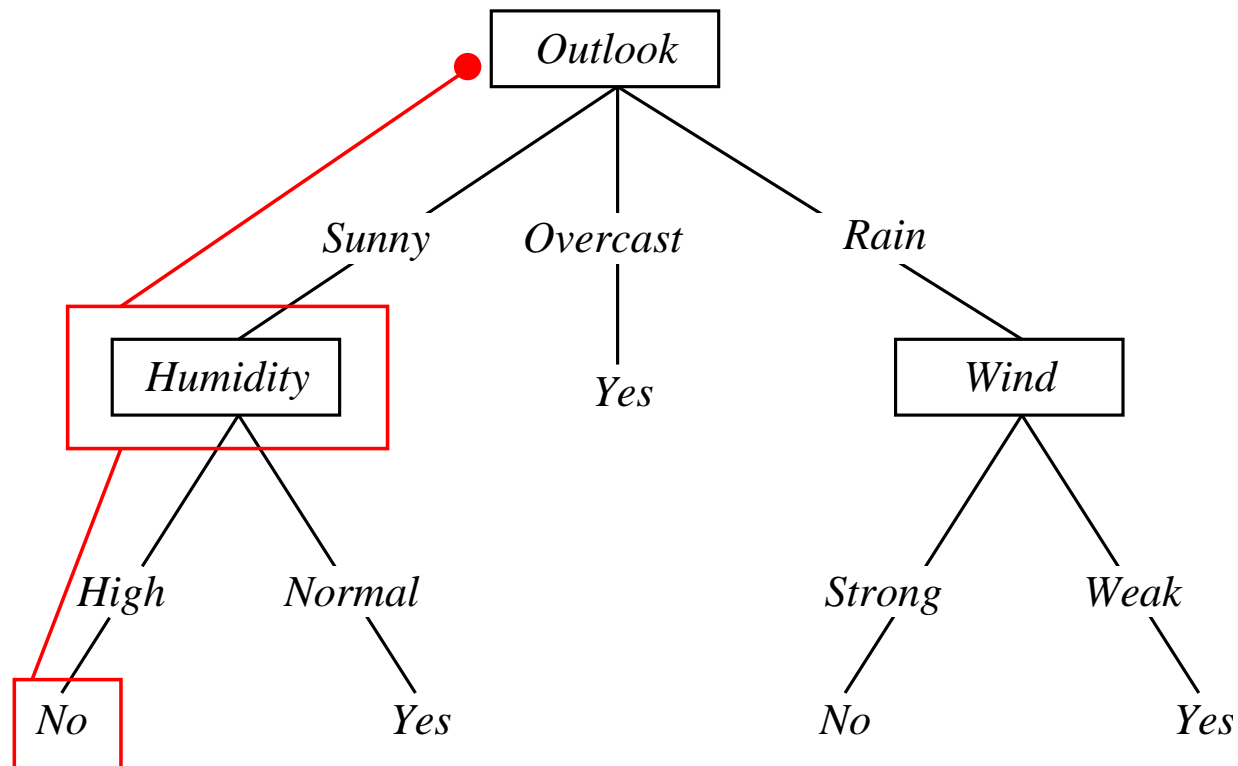 Outlook
Sunny Overcast Rain
Humidity Yes Wind
High Normal Strong Weak
No Yes No Yes